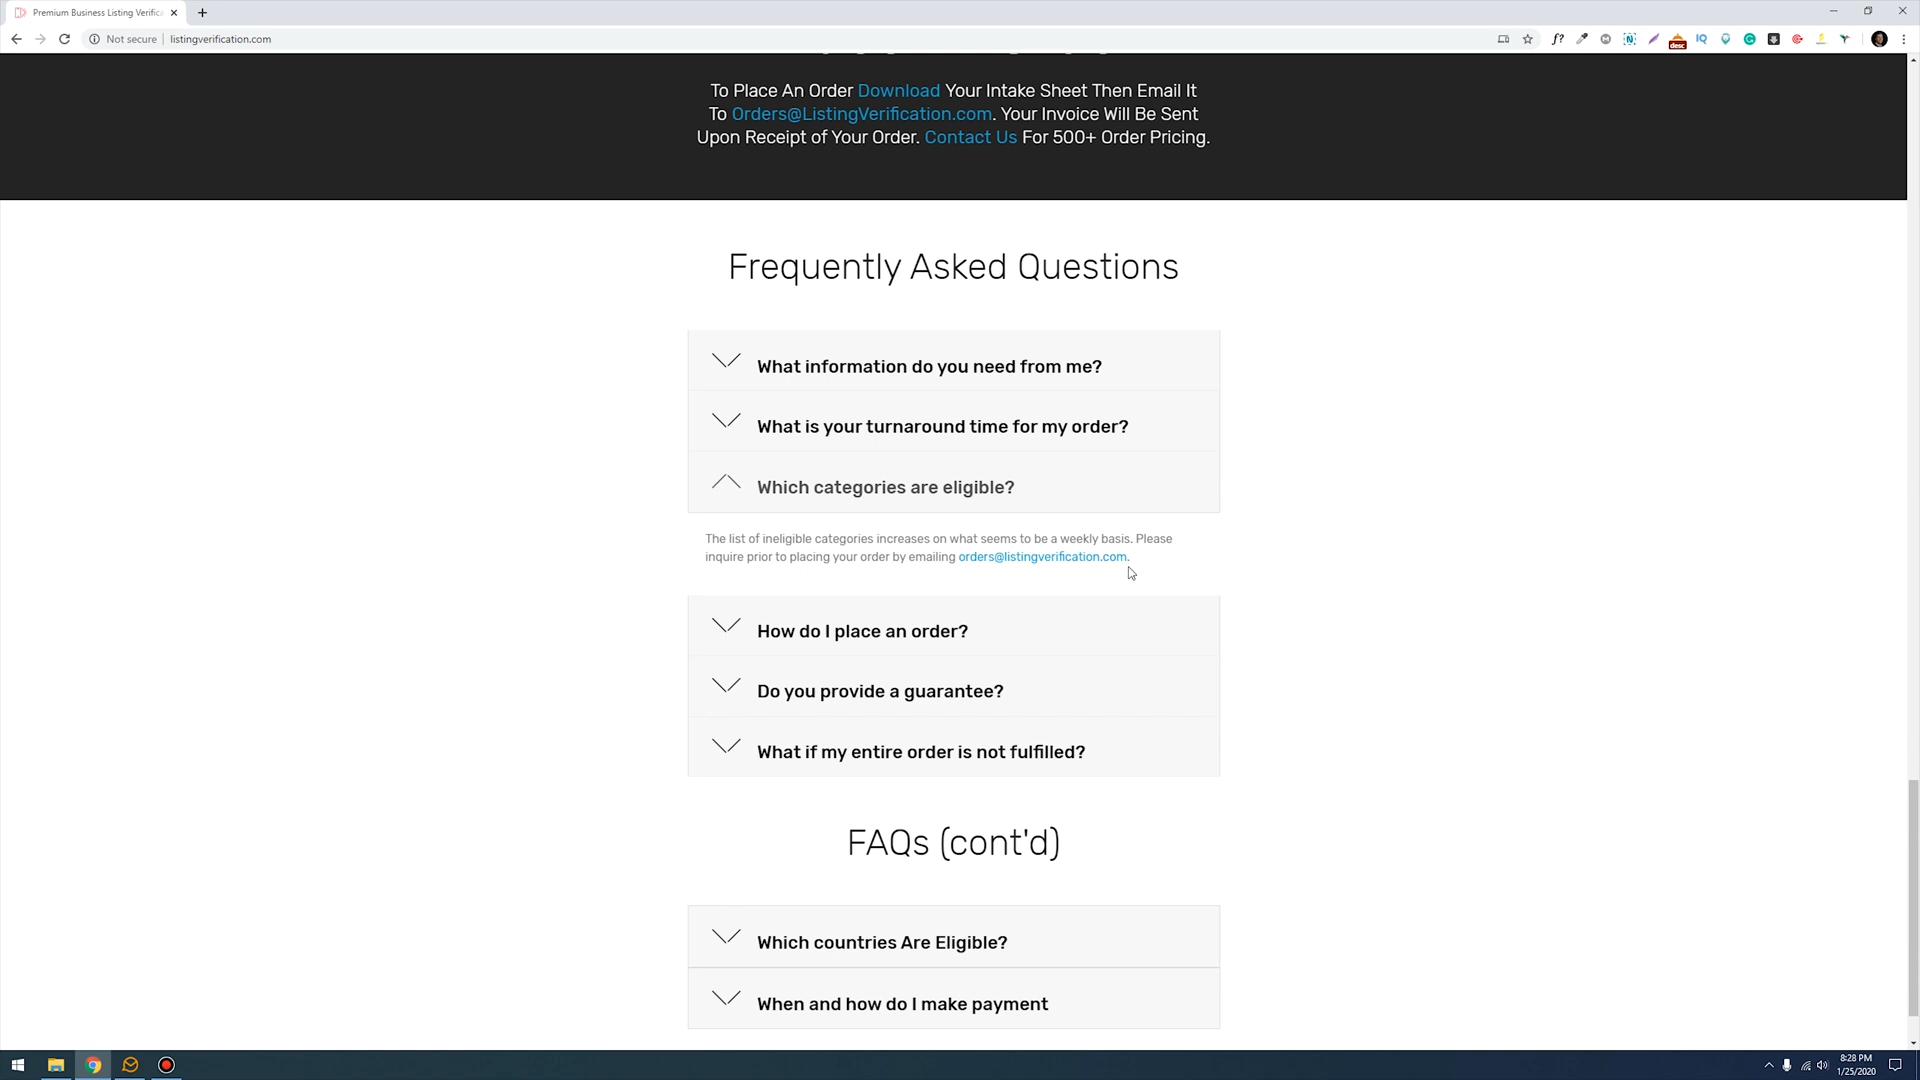 Premium Business Listing Verifica
Not secure
listingverification.com
f?
IQ
desc
To Place An Order Download Your Intake Sheet Then Email It
To Orders@ListingVerification.com. Your Invoice Will Be Sent
Upon Receipt of Your Order. Contact Us For 500+ Order Pricing.
Frequently Asked Questions
What information do you need from me?
What is your turnaround time for my order?
Which categories are eligible?
The list of ineligible categories increases on what seems to be a weekly basis. Please
inquire prior to placing your order by emailing orders@listingverification.com.
How do I place an order?
Do you provide a guarantee?
What if my entire order is not fulfilled?
FAQs (cont'd)
Which countries Are Eligible?
When and how do I make payment
8:28 PM
1/25/2020